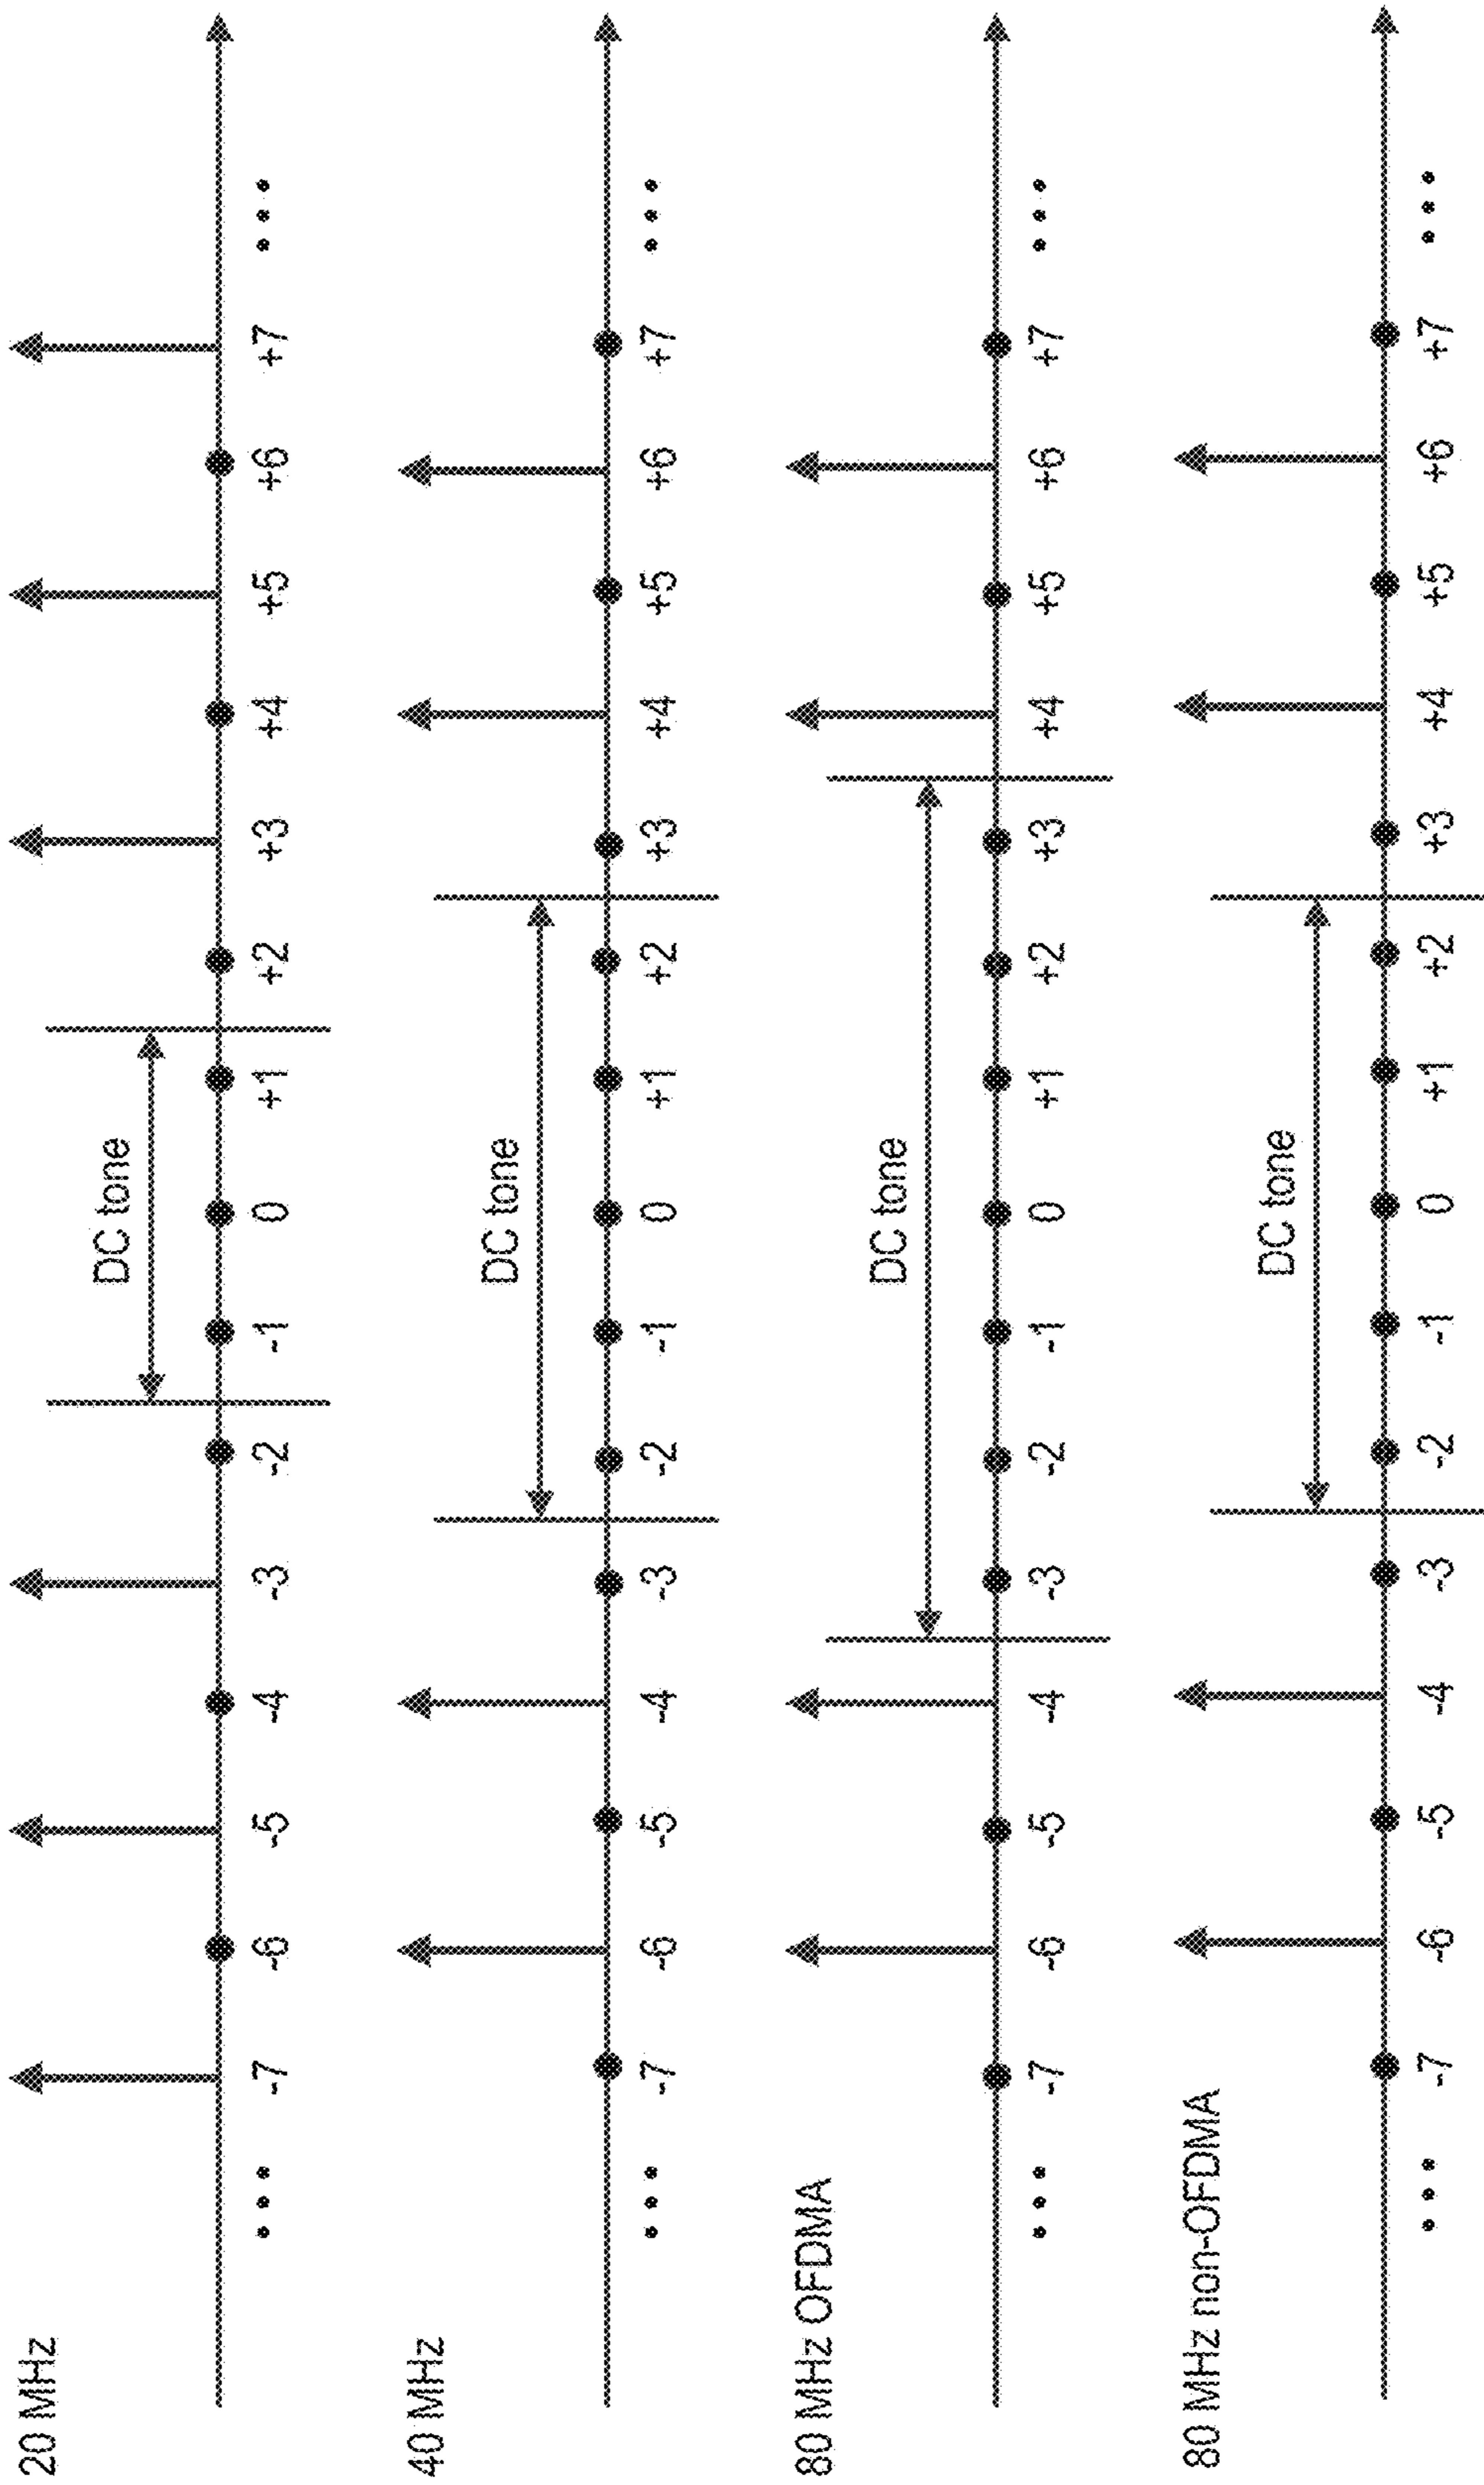 20 MHz
DC tone
... -7 -6 -5 -4 -3 -2 -1 0 +1 +2 +3 +4 +5 +6 +7 ...
40 MHz
DC tone
... -7 -6 -5 -4 -3 -2 -1 0 +1 +2 +3 +4 +5 +6 +7 ...
80 MHz OFDMA
DC tone
... -7 -6 -5 -4 -3 -2 -1 0 +1 +2 +3 +4 +5 +6 +7 ...
80 MHz non-OFDMA
DC tone
... -7 -6 -5 -4 -3 -2 -1 0 +1 +2 +3 +4 +5 +6 +7 ...